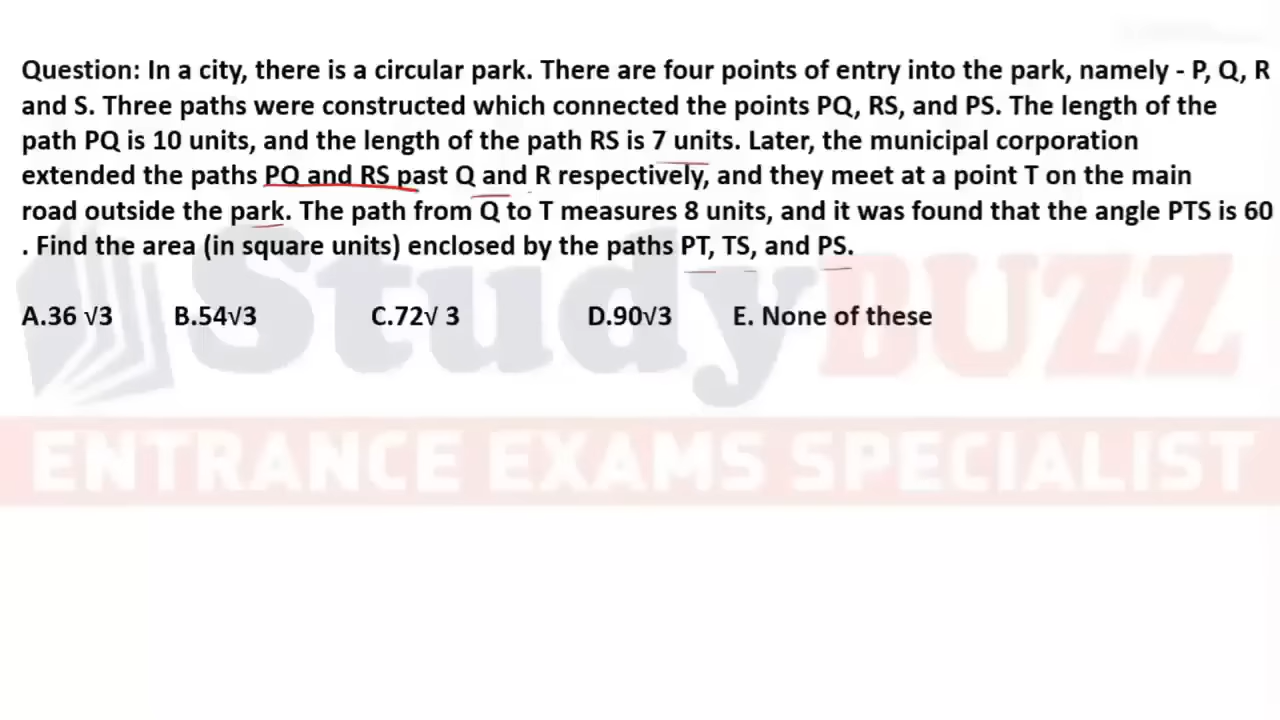 Question: In a city, there is a circular park. There are four points of entry into the park, namely - P, Q, R
and S. Three paths were constructed which connected the points PQ, RS, and PS. The length of the
path PQ is 10 units, and the length of the path RS is 7 units. Later, the municipal corporation
extended the paths PQ and RS past Q and R respectively, and they meet at a point T on the main
road outside the park. The path from Q to T measures 8 units, and it was found that the angle PTS is 60
. Find the area (in square units) enclosed by the paths PT, TS, and PS.
A.36 √3 B.54√3 C.72√ 3 D.90√3 E. None of these
StudyBUZZ
ENTRANCE EXAMS SPECIALIST